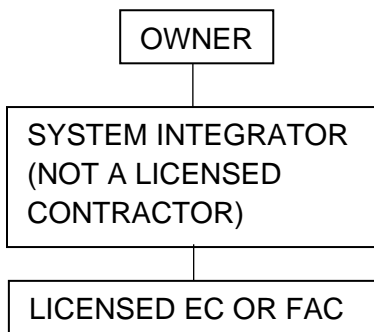 OWNER
SYSTEM INTEGRATOR
(NOT A LICENSED
CONTRACTOR)
LICENSED EC OR FAC